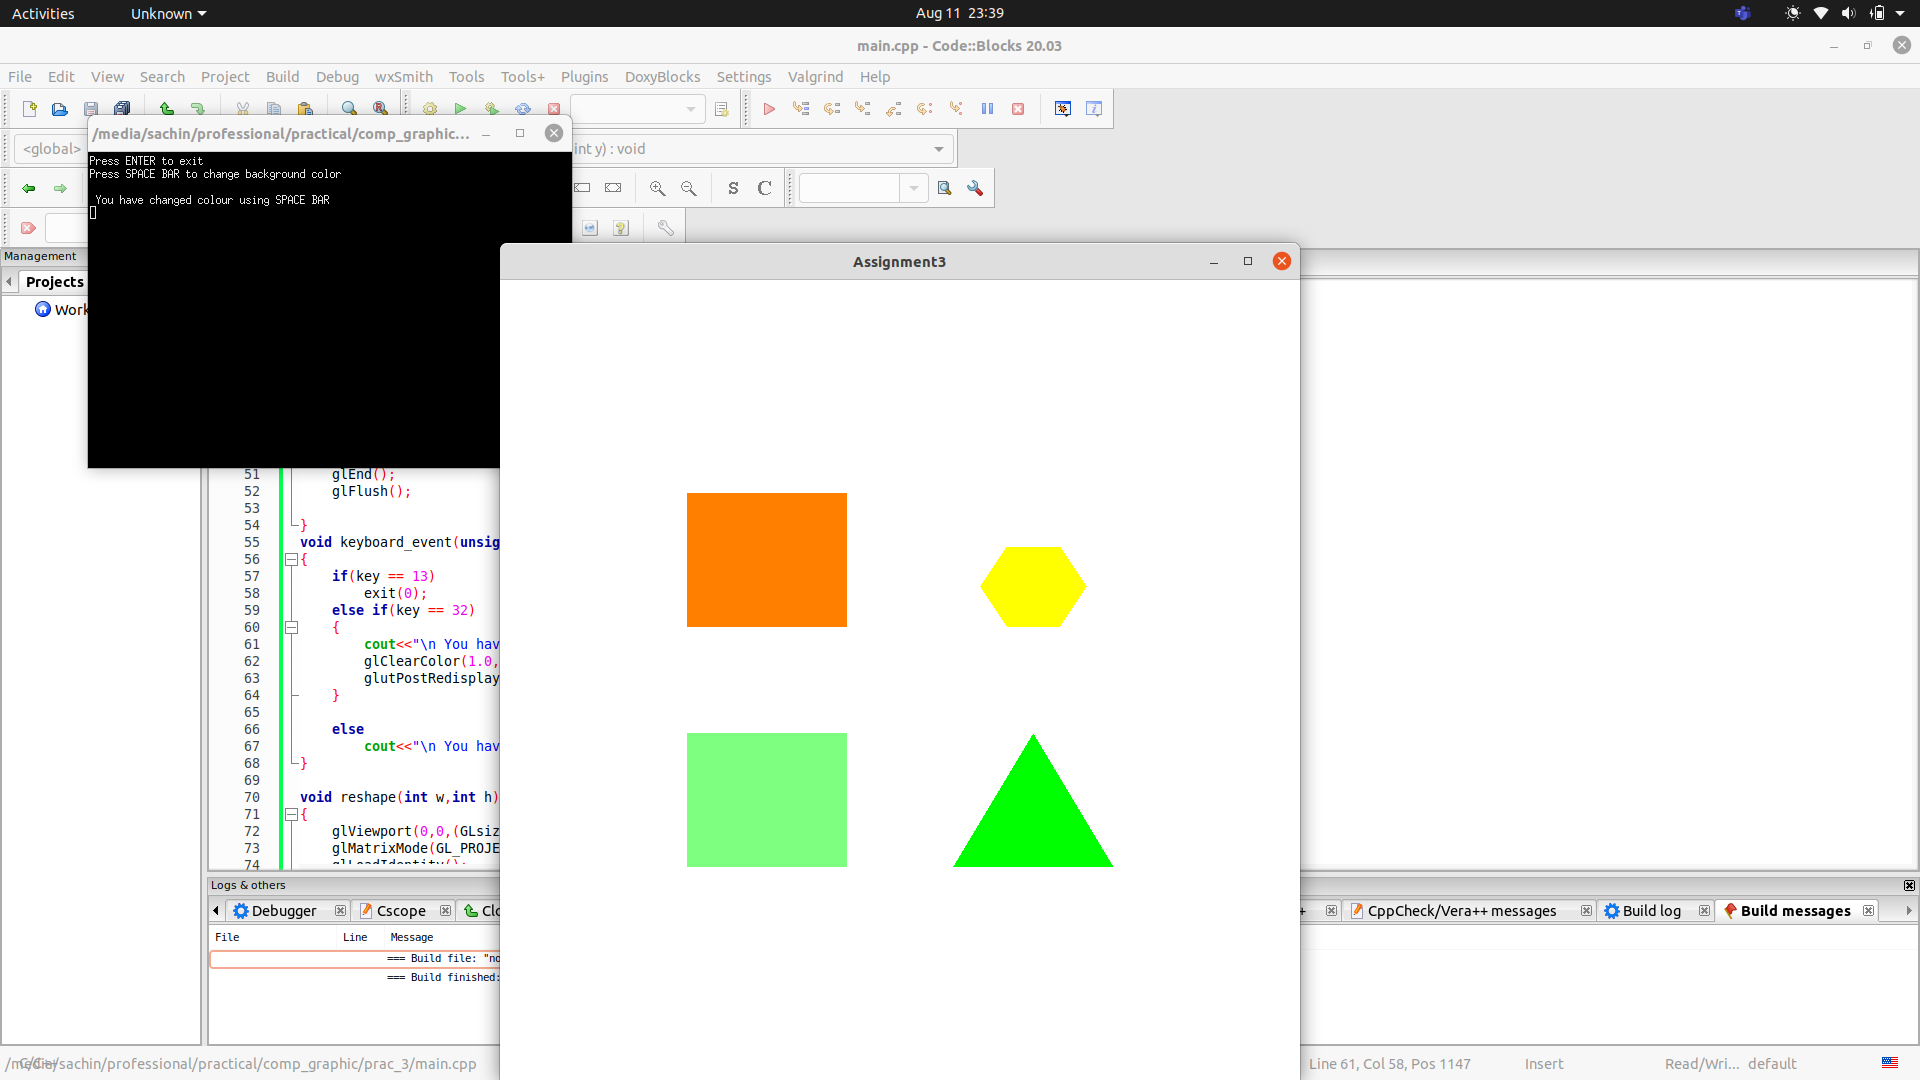 Activities
Unknown
Aug 11 23:39
main.cpp - Code::Blocks 20.03
File Edit View Search Project Build Debug wxSmith Tools Tools+ Plugins DoxyBlocks Settings Valgrind Help
/media/sachin/professional/practical/comp_graphic...
<global>
int y) : void
Press ENTER to exit
Press SPACE BAR to change background color
You have changed colour using SPACE BAR
S C
Management
Projects
Work
Assignment3
51 glEnd();
52 glFlush();
53
54 }
55 void keyboard_event(unsig
56 {
57 if(key == 13)
58 exit(0);
59 else if(key == 32)
60 {
61 cout<<"\n You hav
62 glClearColor(1.0,
63 glutPostRedisplay
64 }
65
66 else
67 cout<<"\n You hav
68 }
69
70 void reshape(int w,int h)
71 {
72 glViewport(0,0,(GLsiz
73 glMatrixMode(GL_PROJE
74 glLoadIdentity();
Logs & others
Debugger Cscope Clo + CppCheck/Vera++ messages Build log Build messages
File Line Message
=== Build file: "no
=== Build finished:
/media/sachin/professional/practical/comp_graphic/prac_3/main.cpp
C/C++
Line 61, Col 58, Pos 1147
Insert
Read/Wri... default